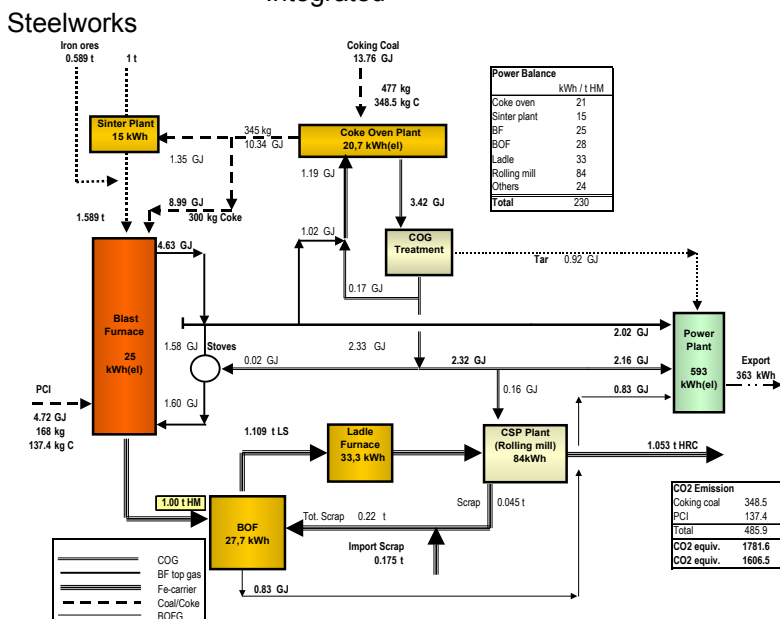 Steelworks
Iron ores
0.589 t
1 t
Coking Coal
13.76 GJ
477 kg
348.5 kg C
Power Balance
kWh / t HM
Coke oven 21
Sinter plant 15
BF 25
BOF 28
Ladle 33
Rolling mill 84
Others 24
Total 230
Sinter Plant
15 kWh
345 kg
10.34 GJ
Coke Oven Plant
20,7 kWh(el)
1.35 GJ
1.19 GJ
3.42 GJ
8.99 GJ
300 kg Coke
1.589 t
4.63 GJ
1.02 GJ
COG
Treatment
Tar 0.92 GJ
0.17 GJ
Blast
Furnace
25
kWh(el)
1.58 GJ
Stoves
0.02 GJ
2.33 GJ
2.32 GJ
2.02 GJ
2.16 GJ
Power
Plant
593
kWh(el)
Export
363 kWh
PCI
4.72 GJ
168 kg
137.4 kg C
1.60 GJ
0.16 GJ
0.83 GJ
1.109 t LS
Ladle
Furnace
33,3 kWh
CSP Plant
(Rolling mill)
84kWh
1.053 t HRC
1.00 t HM
BOF
27,7 kWh
Tot. Scrap 0.22 t
Scrap 0.045 t
Import Scrap
0.175 t
0.83 GJ
CO2 Emission
Coking coal 348.5
PCI 137.4
Total 485.9
CO2 equiv. 1781.6
CO2 equiv. 1606.5
COG
BF top gas
Fe-carrier
Coal/Coke
BOFG